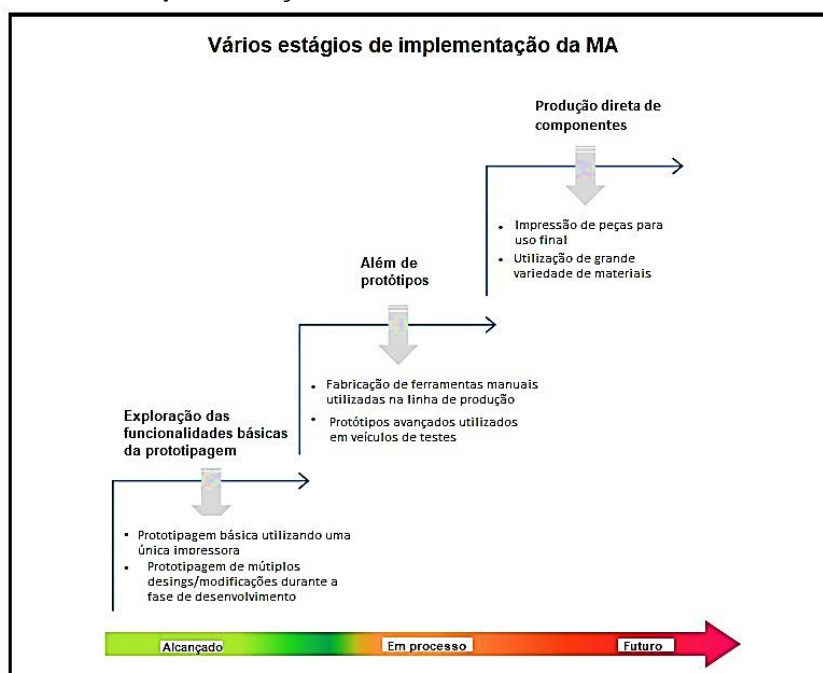 Vários estágios de implementação da MA
Produção direta de
componentes
• Impressão de peças para
uso final
• Utilização de grande
variedade de materiais
Além de
protótipos
• Fabricação de ferramentas manuais
utilizadas na linha de produção
• Protótipos avançados utilizados
em veículos de testes
Exploração das
funcionalidades básicas
da prototipagem
• Prototipagem básica utilizando uma
única impressora
• Prototipagem de mútiplos
desings/modificações durante a
fase de desenvolvimento
Alcançado
Em processo
Futuro